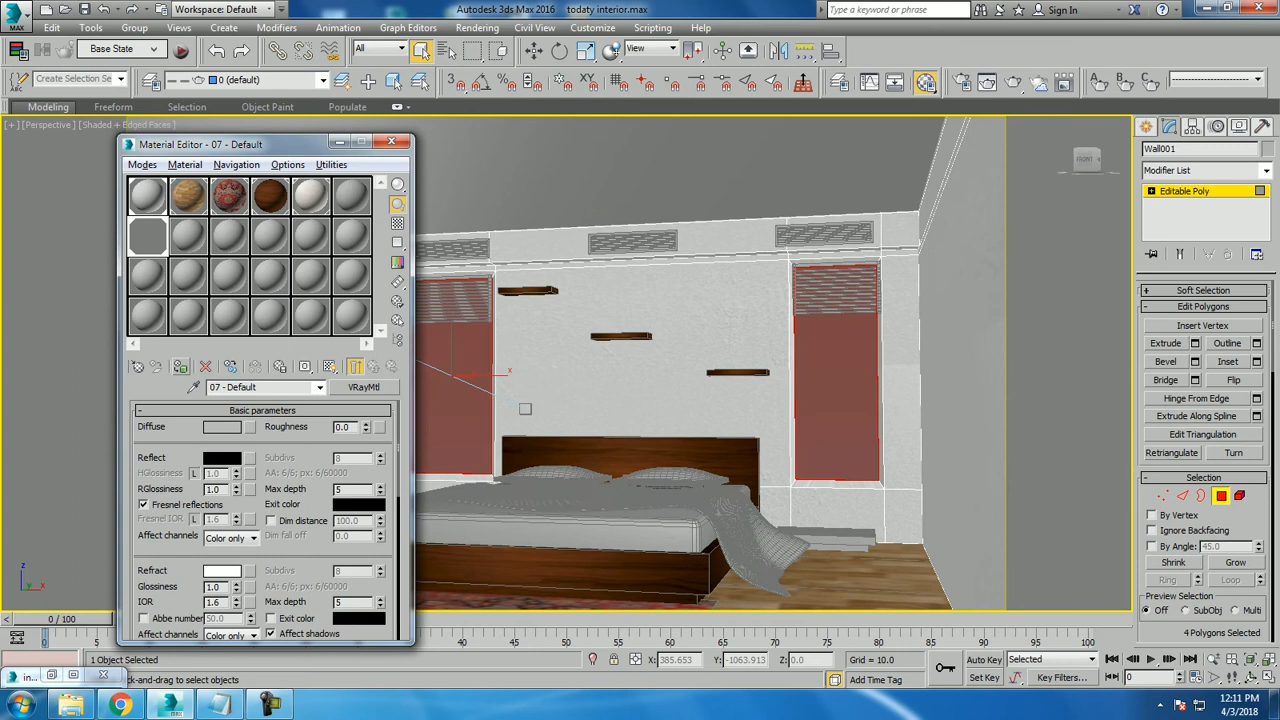 MAX
Workspace: Default
Autodesk 3ds Max 2016    todaty interior.max
Type a keyword or phrase
Sign In
Edit
Tools
Group
Views
Create
Modifiers
Animation
Graph Editors
Rendering
Civil View
Customize
Scripting
Help
Base State
All
View
Create Selection Se
0 (default)
Modeling
Freeform
Selection
Object Paint
Populate
[+] [Perspective] [Shaded + Edged Faces]
FRONT
Material Editor - 07 - Default
Modes
Material
Navigation
Options
Utilities
07 - Default
VRayMtl
Basic parameters
Diffuse
Roughness
0.0
Reflect
Subdivs
8
HGlossiness
L
1.0
AA: 6/6; px: 6/60000
RGlossiness
1.0
Max depth
5
Fresnel reflections
Exit color
Fresnel IOR
L
1.6
Dim distance
100.0
Affect channels
Color only
Dim fall off
0.0
Refract
Subdivs
8
Glossiness
1.0
AA: 6/6; px: 6/60000
IOR
1.6
Max depth
5
Abbe number
50.0
Exit color
Affect channels
Color only
Affect shadows
x
Wall001
Modifier List
Editable Poly
Soft Selection
Edit Polygons
Insert Vertex
Extrude
Outline
Bevel
Inset
Bridge
Flip
Hinge From Edge
Extrude Along Spline
Edit Triangulation
Retriangulate
Turn
Selection
By Vertex
Ignore Backfacing
By Angle:
45.0
Shrink
Grow
Ring
Loop
Preview Selection
Off
SubObj
Multi
4 Polygons Selected
z
x
0 / 100
5
40
45
50
55
60
65
70
75
80
85
90
95
100
1 Object Selected
X: 385.653
Y: -1063.913
Z: 0.0
Grid = 10.0
Auto Key
Selected
in...
ck-and-drag to select objects
Add Time Tag
Set Key
Key Filters...
0
12:11 PM
4/3/2018